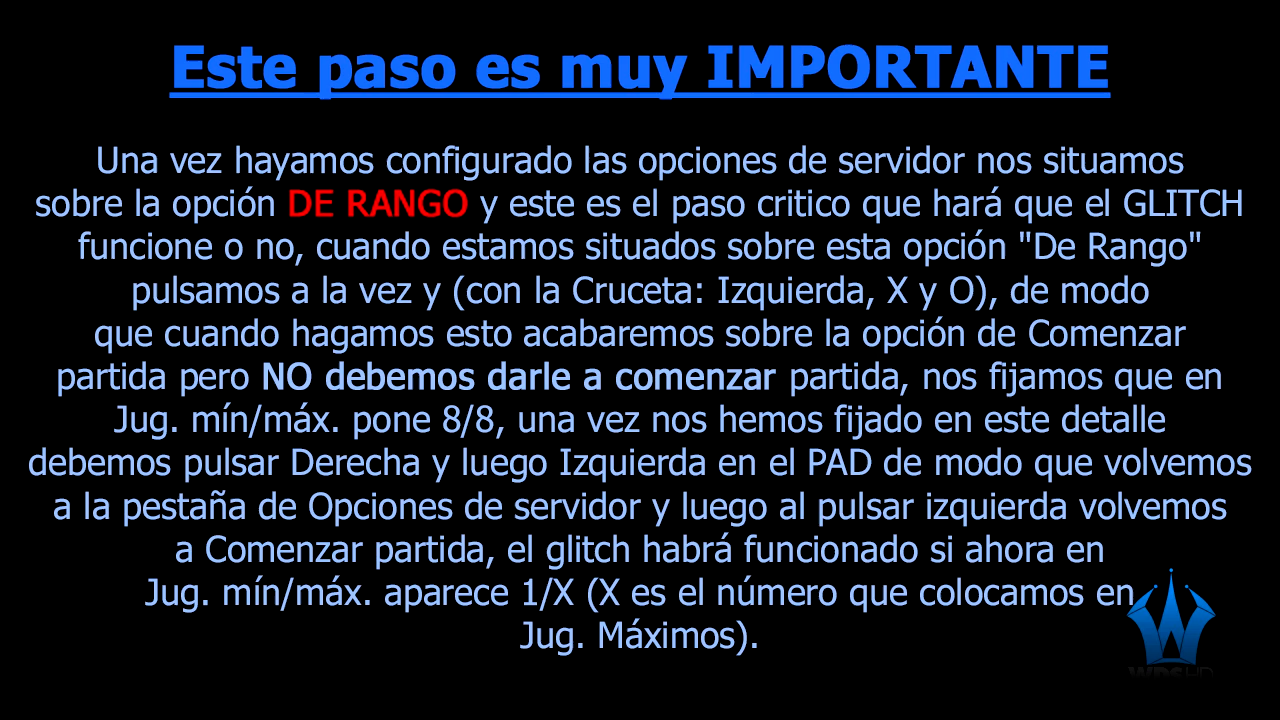 Este paso es muy IMPORTANTE
Una vez hayamos configurado las opciones de servidor nos situamos
sobre la opción DE RANGO y este es el paso critico que hará que el GLITCH
funcione o no, cuando estamos situados sobre esta opción "De Rango"
pulsamos a la vez y (con la Cruceta: Izquierda, X y O), de modo
que cuando hagamos esto acabaremos sobre la opción de Comenzar
partida pero NO debemos darle a comenzar partida, nos fijamos que en
Jug. mín/máx. pone 8/8, una vez nos hemos fijado en este detalle
debemos pulsar Derecha y luego Izquierda en el PAD de modo que volvemos
a la pestaña de Opciones de servidor y luego al pulsar izquierda volvemos
a Comenzar partida, el glitch habrá funcionado si ahora en
Jug. mín/máx. aparece 1/X (X es el número que colocamos en
Jug. Máximos).